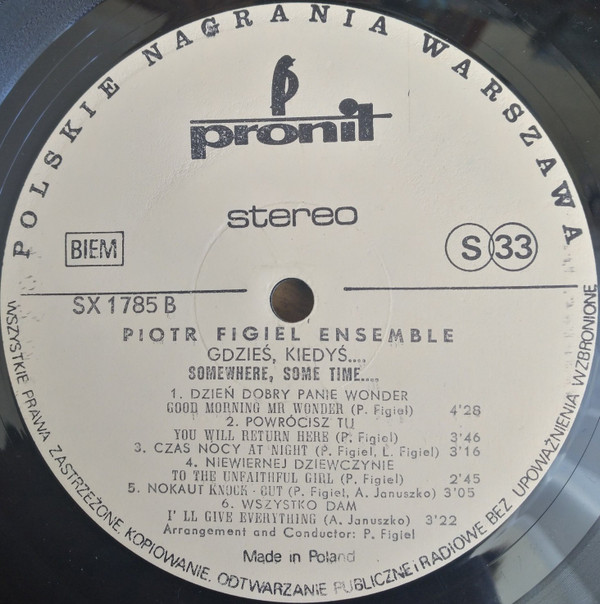 POLSKIE NAGRANIA WARSZAWA
pronit
stereo
BIEM
S 33
SX 1785 B
PIOTR FIGIEL ENSEMBLE
GDZIEŚ, KIEDYŚ....
SOMEWHERE, SOME TIME....
1. DZIEŃ DOBRY PANIE WONDER
GOOD MORNING MR WONDER (P. Figiel) 4'28
2. POWRÓCISZ TU
YOU WILL RETURN HERE (P. Figiel) 3'46
3. CZAS NOCY AT NIGHT (P. Figiel, E. Figiel) 3'16
4. NIEWIERNEJ DZIEWCZYNIE
TO THE UNFAITHFUL GIRL (P. Figiel) 2'45
5. NOKAUT KNOCK-OUT (P. Figiel, A. Januszko) 3'05
6. WSZYSTKO DAM
I' LL GIVE EVERYTHING (A. Januszko) 3'22
Arrangement and Conductor: P. Figiel
Made in Poland
WSZYSTKIE PRAWA ZASTRZEŻONE. KOPIOWANIE, ODTWARZANIE PUBLICZNE i RADIOWE BEZ UPOWAŻNIENIA WZBRONIONE